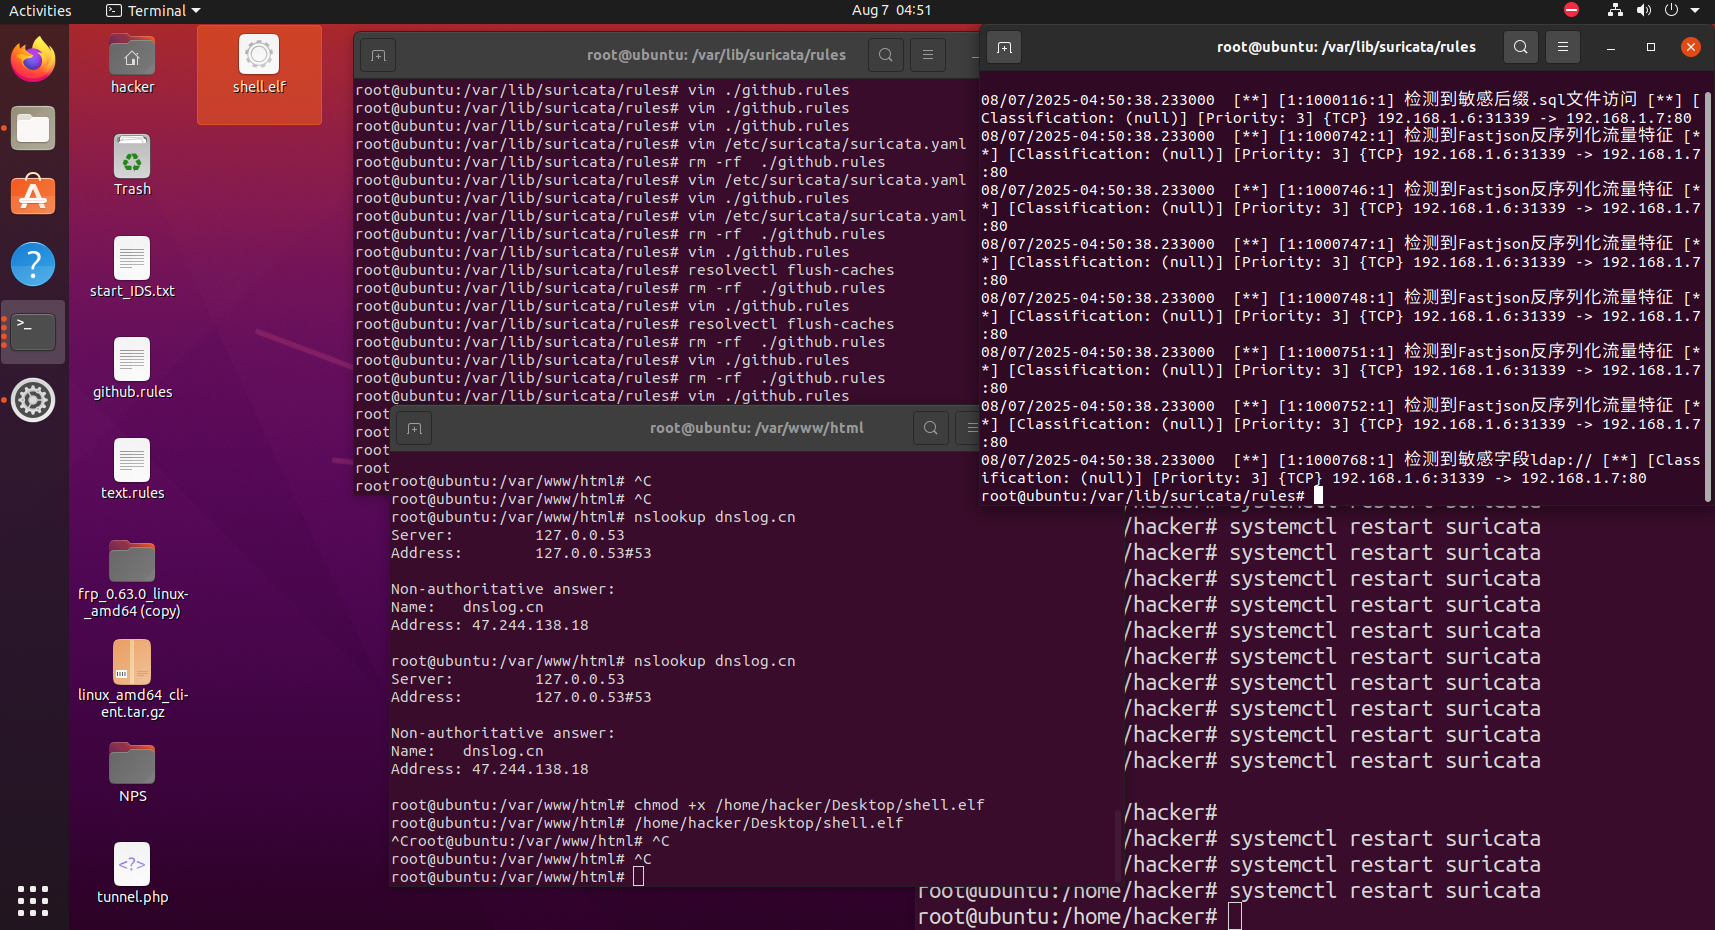 Activities
Terminal
Aug 7 04:51
hacker
shell.elf
Trash
start_IDS.txt
github.rules
text.rules
frp_0.63.0_linux-
_amd64 (copy)
linux_amd64_cli-
ent.tar.gz
NPS
tunnel.php
root@ubuntu: /var/lib/suricata/rules
root@ubuntu:/var/lib/suricata/rules# vim ./github.rules
root@ubuntu:/var/lib/suricata/rules# vim ./github.rules
root@ubuntu:/var/lib/suricata/rules# vim ./github.rules
root@ubuntu:/var/lib/suricata/rules# vim /etc/suricata/suricata.yaml
root@ubuntu:/var/lib/suricata/rules# rm -rf  ./github.rules
root@ubuntu:/var/lib/suricata/rules# vim /etc/suricata/suricata.yaml
root@ubuntu:/var/lib/suricata/rules# vim ./github.rules
root@ubuntu:/var/lib/suricata/rules# vim /etc/suricata/suricata.yaml
root@ubuntu:/var/lib/suricata/rules# rm -rf  ./github.rules
root@ubuntu:/var/lib/suricata/rules# vim ./github.rules
root@ubuntu:/var/lib/suricata/rules# resolvectl flush-caches
root@ubuntu:/var/lib/suricata/rules# rm -rf  ./github.rules
root@ubuntu:/var/lib/suricata/rules# vim ./github.rules
root@ubuntu:/var/lib/suricata/rules# resolvectl flush-caches
root@ubuntu:/var/lib/suricata/rules# rm -rf  ./github.rules
root@ubuntu:/var/lib/suricata/rules# vim ./github.rules
root@ubuntu:/var/lib/suricata/rules# rm -rf  ./github.rules
root@ubuntu:/var/lib/suricata/rules# vim ./github.rules
root
root
root
root
root
root@ubuntu: /var/www/html
root@ubuntu:/var/www/html# ^C
root@ubuntu:/var/www/html# ^C
root@ubuntu:/var/www/html# nslookup dnslog.cn
Server:         127.0.0.53
Address:        127.0.0.53#53
Non-authoritative answer:
Name:   dnslog.cn
Address: 47.244.138.18
root@ubuntu:/var/www/html# nslookup dnslog.cn
Server:         127.0.0.53
Address:        127.0.0.53#53
Non-authoritative answer:
Name:   dnslog.cn
Address: 47.244.138.18
root@ubuntu:/var/www/html# chmod +x /home/hacker/Desktop/shell.elf
root@ubuntu:/var/www/html# /home/hacker/Desktop/shell.elf
^Croot@ubuntu:/var/www/html# ^C
root@ubuntu:/var/www/html# ^C
root@ubuntu:/var/www/html#
root@ubuntu: /var/lib/suricata/rules
08/07/2025-04:50:38.233000  [**] [1:1000116:1] 检测到敏感后缀.sql文件访问 [**] [
Classification: (null)] [Priority: 3] {TCP} 192.168.1.6:31339 -> 192.168.1.7:80
08/07/2025-04:50:38.233000  [**] [1:1000742:1] 检测到Fastjson反序列化流量特征 [*
*] [Classification: (null)] [Priority: 3] {TCP} 192.168.1.6:31339 -> 192.168.1.7
:80
08/07/2025-04:50:38.233000  [**] [1:1000746:1] 检测到Fastjson反序列化流量特征 [*
*] [Classification: (null)] [Priority: 3] {TCP} 192.168.1.6:31339 -> 192.168.1.7
:80
08/07/2025-04:50:38.233000  [**] [1:1000747:1] 检测到Fastjson反序列化流量特征 [*
*] [Classification: (null)] [Priority: 3] {TCP} 192.168.1.6:31339 -> 192.168.1.7
:80
08/07/2025-04:50:38.233000  [**] [1:1000748:1] 检测到Fastjson反序列化流量特征 [*
*] [Classification: (null)] [Priority: 3] {TCP} 192.168.1.6:31339 -> 192.168.1.7
:80
08/07/2025-04:50:38.233000  [**] [1:1000751:1] 检测到Fastjson反序列化流量特征 [*
*] [Classification: (null)] [Priority: 3] {TCP} 192.168.1.6:31339 -> 192.168.1.7
:80
08/07/2025-04:50:38.233000  [**] [1:1000752:1] 检测到Fastjson反序列化流量特征 [*
*] [Classification: (null)] [Priority: 3] {TCP} 192.168.1.6:31339 -> 192.168.1.7
:80
08/07/2025-04:50:38.233000  [**] [1:1000768:1] 检测到敏感字段ldap:// [**] [Class
ification: (null)] [Priority: 3] {TCP} 192.168.1.6:31339 -> 192.168.1.7:80
root@ubuntu:/var/lib/suricata/rules#
/hacker# systemctl restart suricata
/hacker# systemctl restart suricata
/hacker# systemctl restart suricata
/hacker# systemctl restart suricata
/hacker# systemctl restart suricata
/hacker# systemctl restart suricata
/hacker# systemctl restart suricata
/hacker# systemctl restart suricata
/hacker# systemctl restart suricata
/hacker# systemctl restart suricata
/hacker#
/hacker# systemctl restart suricata
/hacker# systemctl restart suricata
root@ubuntu:/home/hacker# systemctl restart suricata
root@ubuntu:/home/hacker#